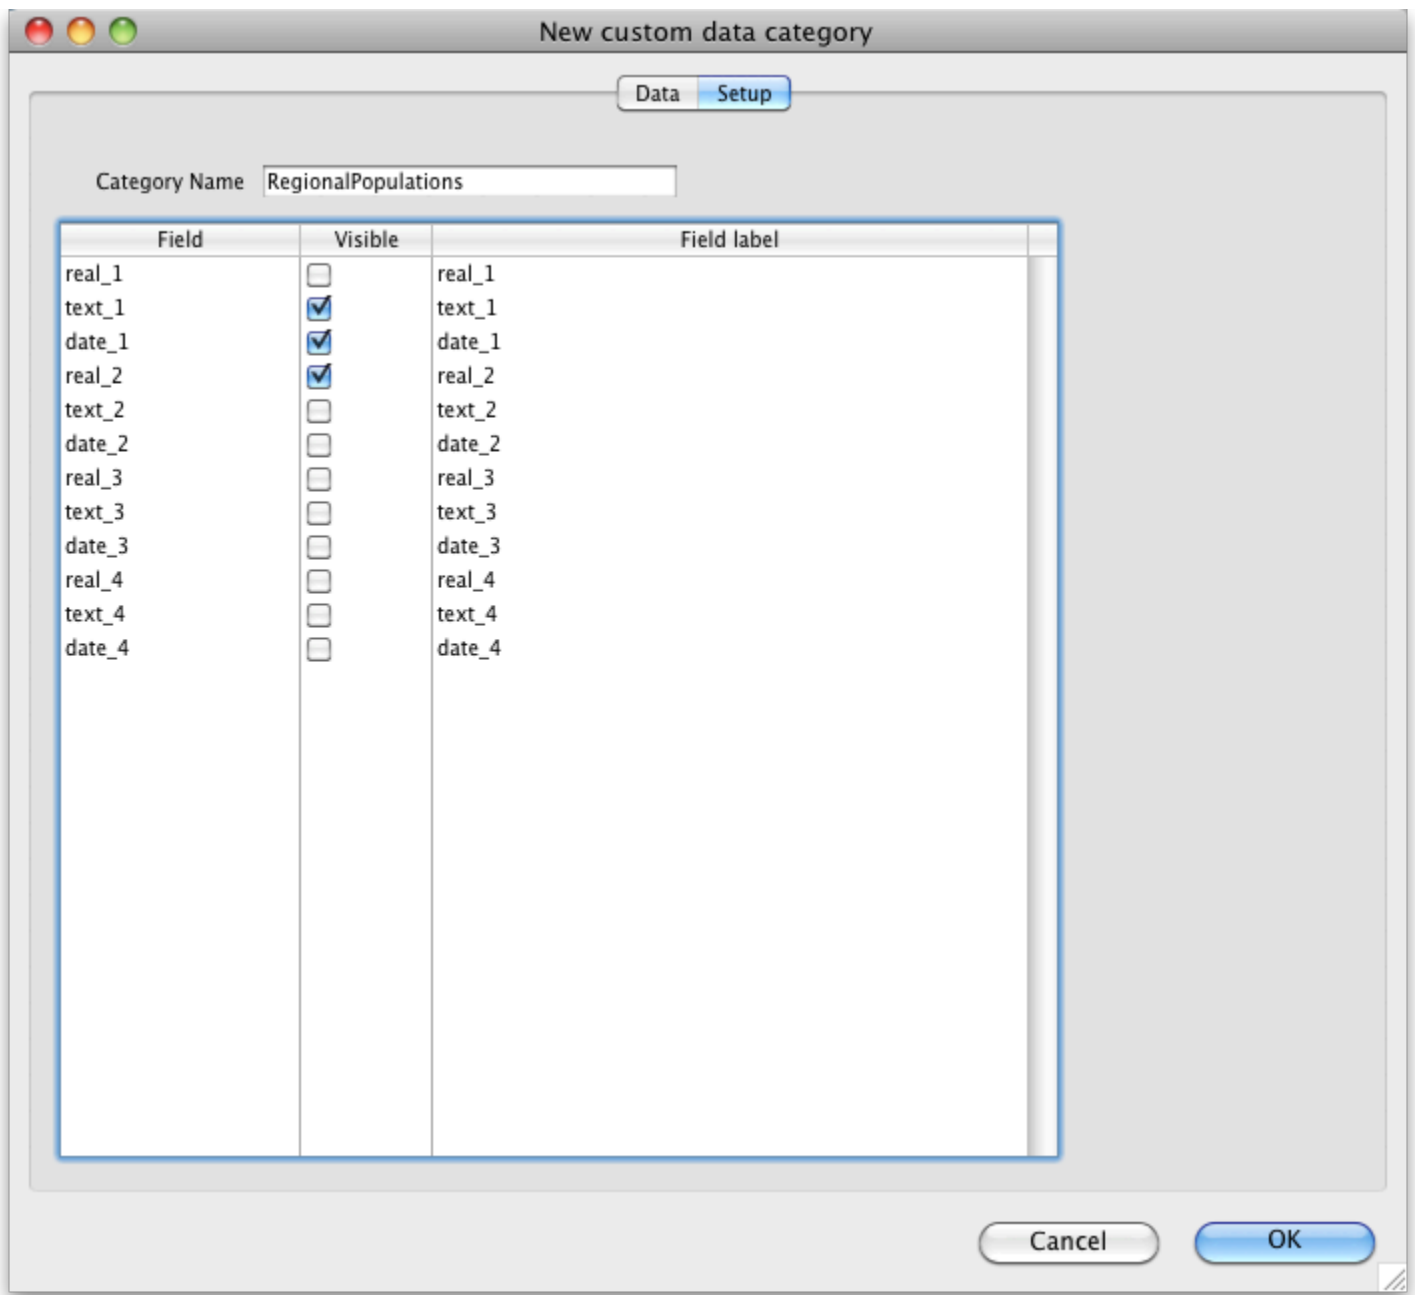 New custom data category
Data Setup
Category Name RegionalPopulations
Field Visible Field label
real_1 real_1
text_1 text_1
date_1 date_1
real_2 real_2
text_2 text_2
date_2 date_2
real_3 real_3
text_3 text_3
date_3 date_3
real_4 real_4
text_4 text_4
date_4 date_4
Cancel OK